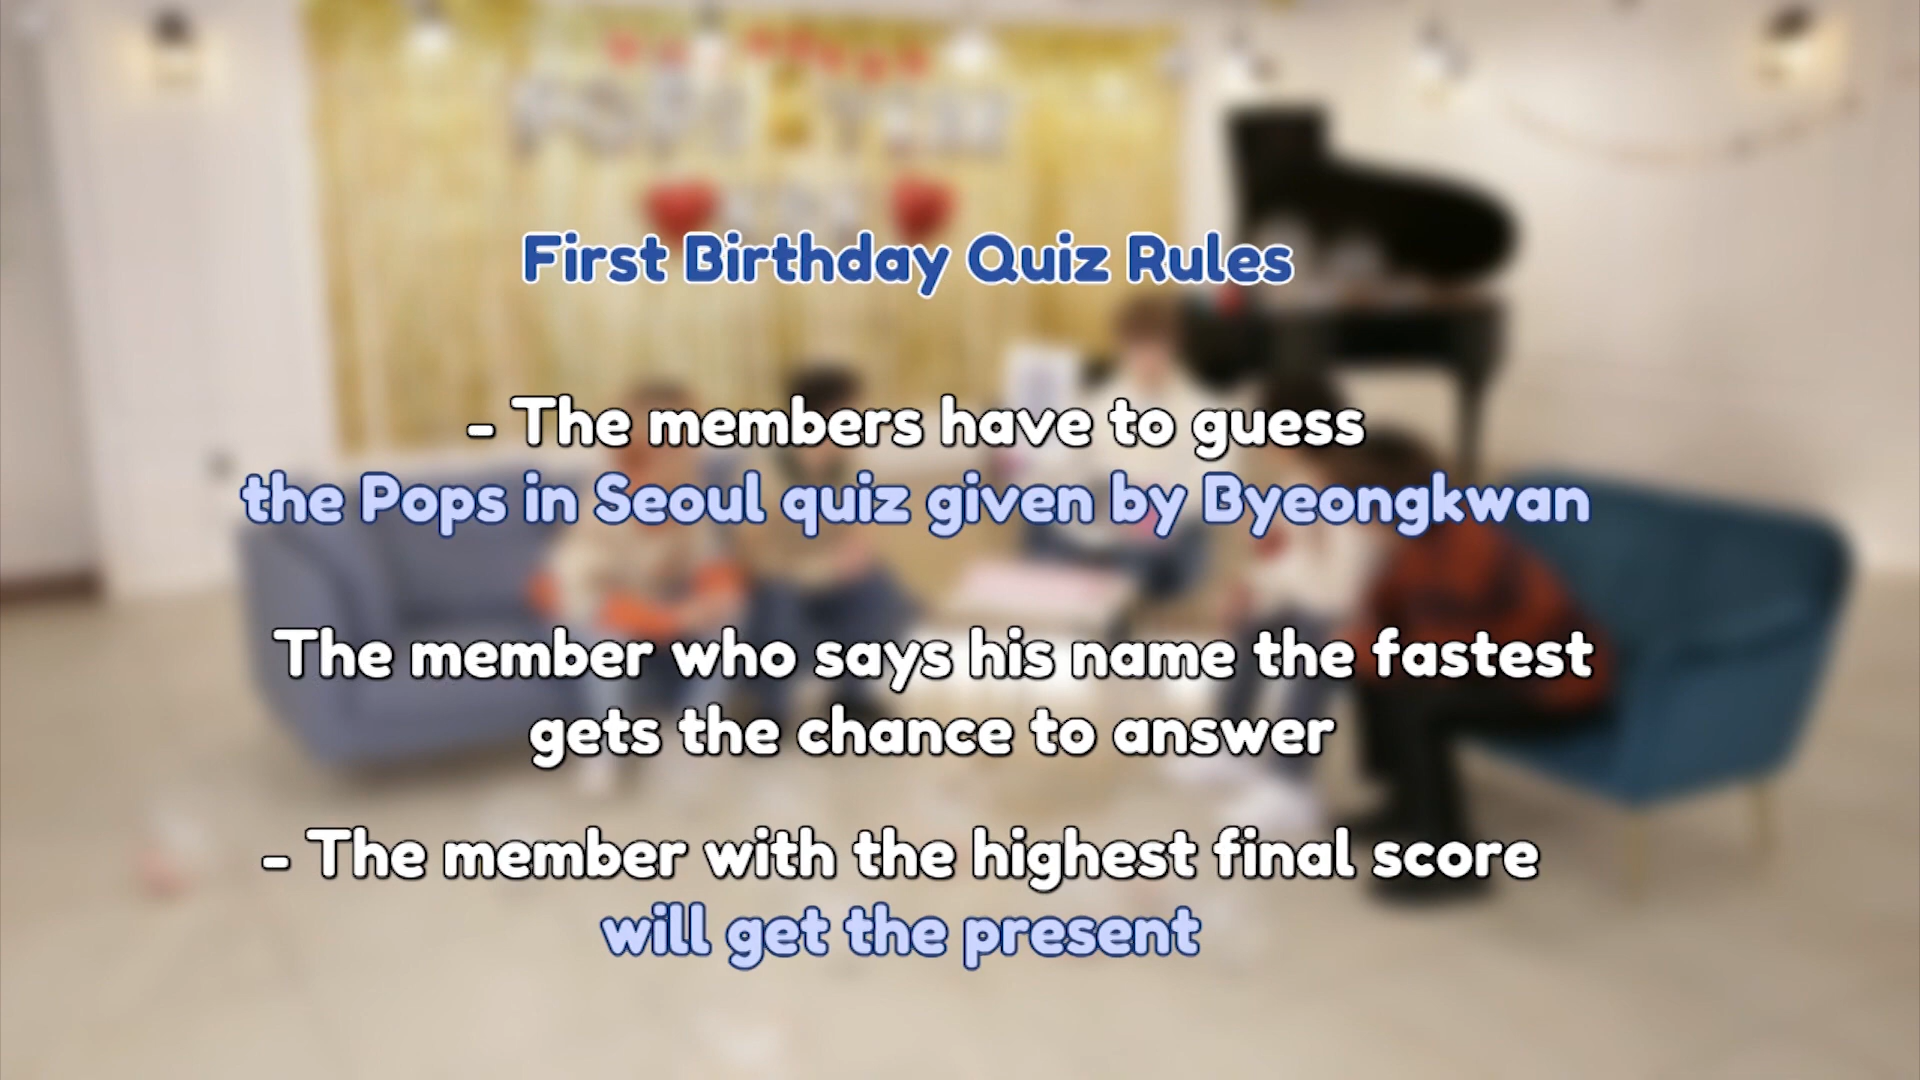 First Birthday Quiz Rules
- The members have to guess
the Pops in Seoul quiz given by Byeongkwan
The member who says his name the fastest
gets the chance to answer
- The member with the highest final score
will get the present